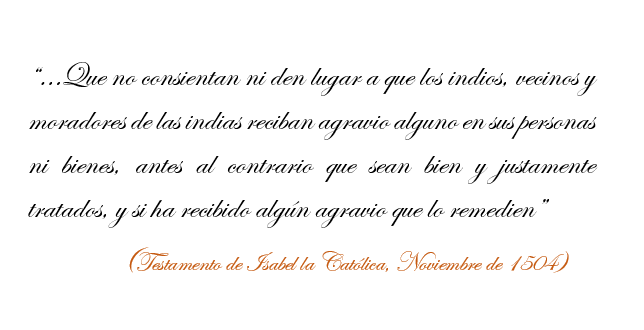 “...Que no consientan ni den lugar a que los indios, vecinos y
moradores de las indias reciban agravio alguno en sus personas
ni bienes, antes al contrario que sean bien y justamente
tratados, y si ha recibido algún agravio que lo remedien”
(Testamento de Isabel la Católica, Noviembre de 1504)